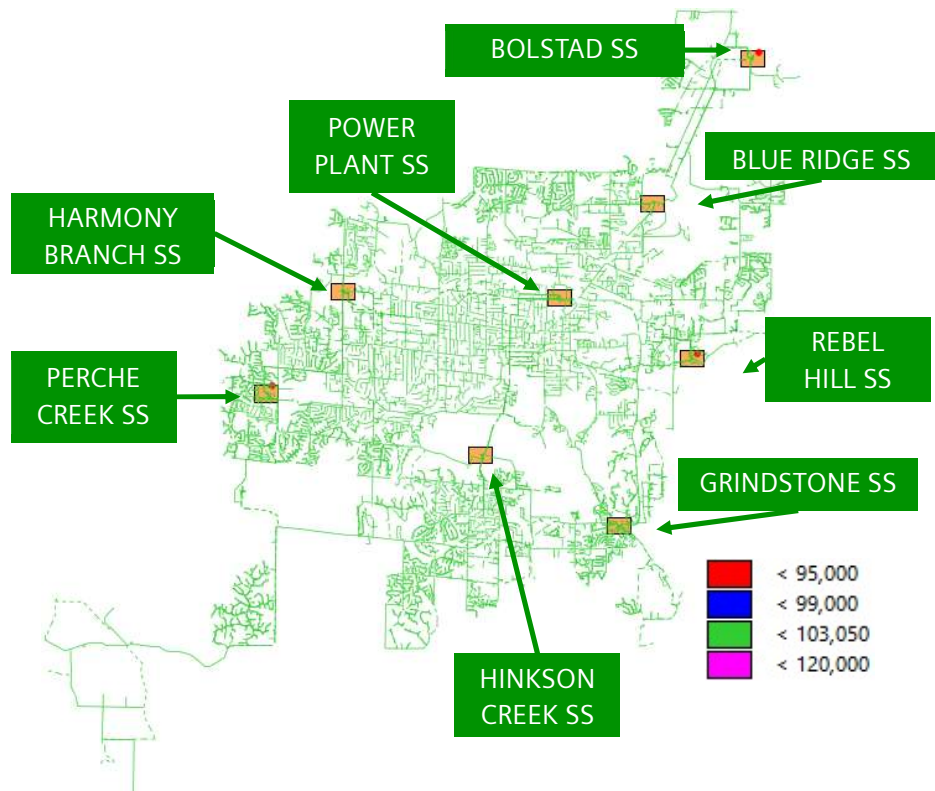 BOLSTAD SS
POWER
PLANT SS
BLUE RIDGE SS
HARMONY
BRANCH SS
REBEL
HILL SS
PERCHE
CREEK SS
GRINDSTONE SS
< 95,000
< 99,000
< 103,050
< 120,000
HINKSON
CREEK SS